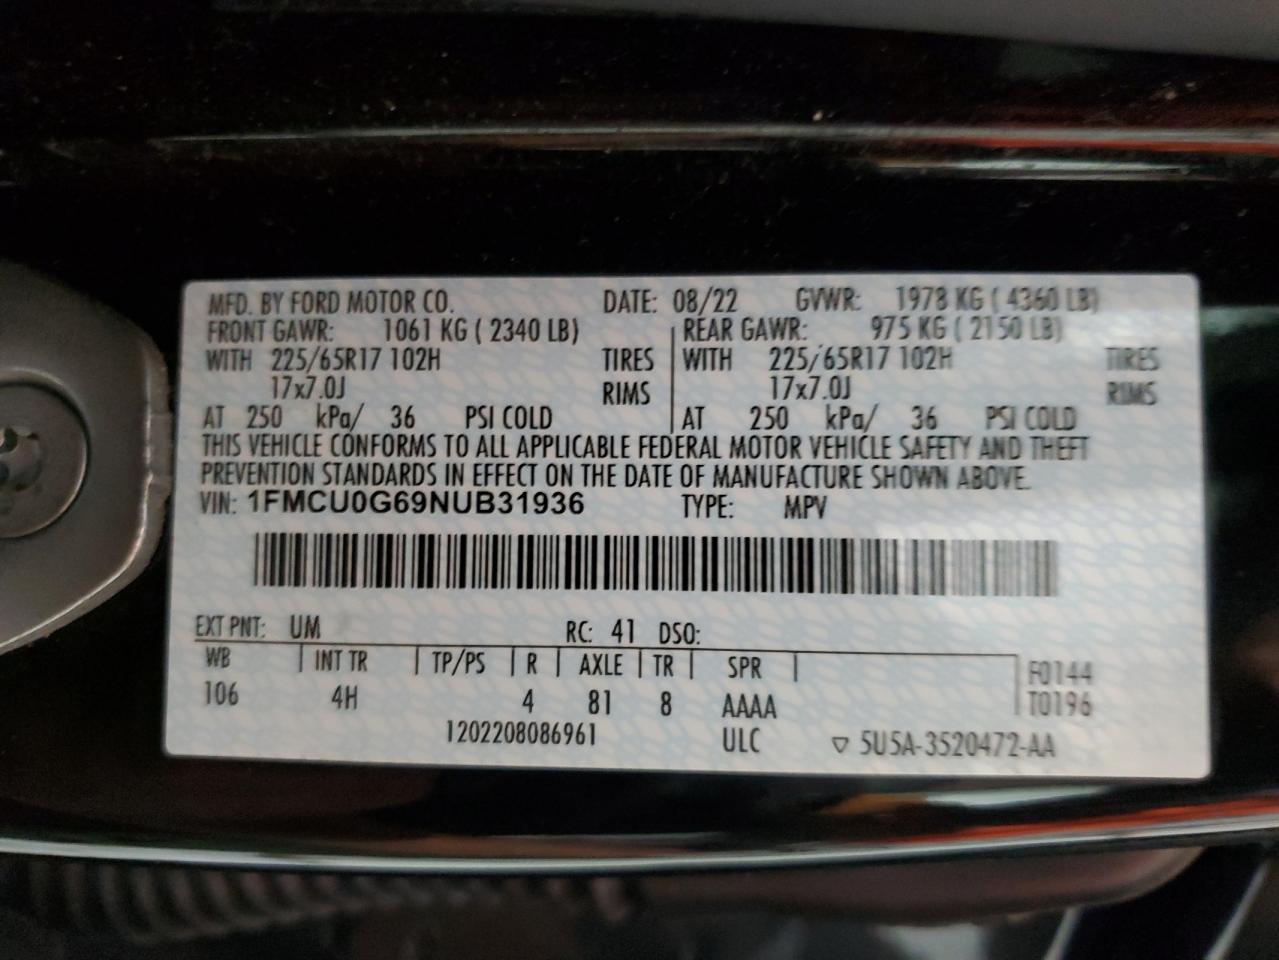 MFD. BY FORD MOTOR CO. DATE: 08/22 GVWR: 1978 KG ( 4360 LB)
FRONT GAWR: 1061 KG ( 2340 LB) REAR GAWR: 975 KG ( 2150 LB)
WITH 225/65R17 102H TIRES WITH 225/65R17 102H TIRES
17x7.0J RIMS 17x7.0J RIMS
AT 250 kPa/ 36 PSI COLD AT 250 kPa/ 36 PSI COLD
THIS VEHICLE CONFORMS TO ALL APPLICABLE FEDERAL MOTOR VEHICLE SAFETY AND THEFT
PREVENTION STANDARDS IN EFFECT ON THE DATE OF MANUFACTURE SHOWN ABOVE.
VIN: 1FMCU0G69NUB31936 TYPE: MPV
EXT PNT: UM RC: 41 DSO:
WB INT TR TP/PS R AXLE TR SPR F0144
106 4H 4 81 8 AAAA T0196
1202208086961 ULC ▽ 5U5A-3520472-AA